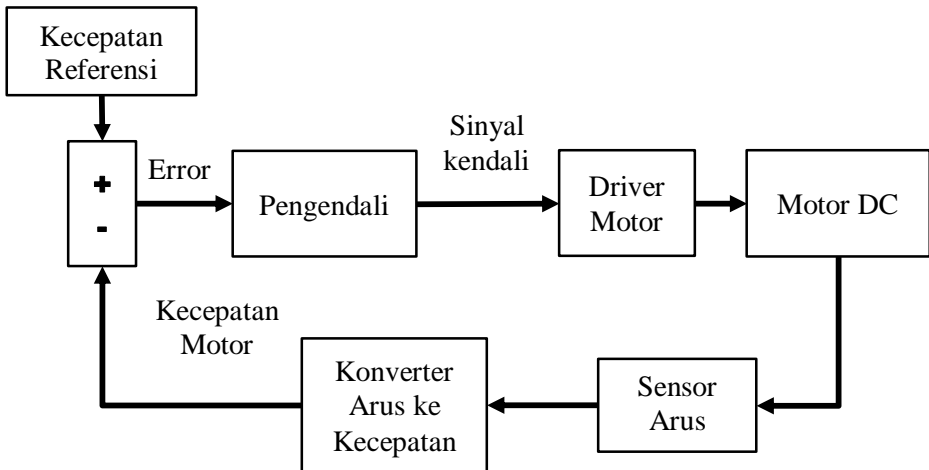 Kecepatan
Referensi
+
-
Error
Pengendali
Sinyal
kendali
Driver
Motor
Motor DC
Kecepatan
Motor
Konverter
Arus ke
Kecepatan
Sensor
Arus